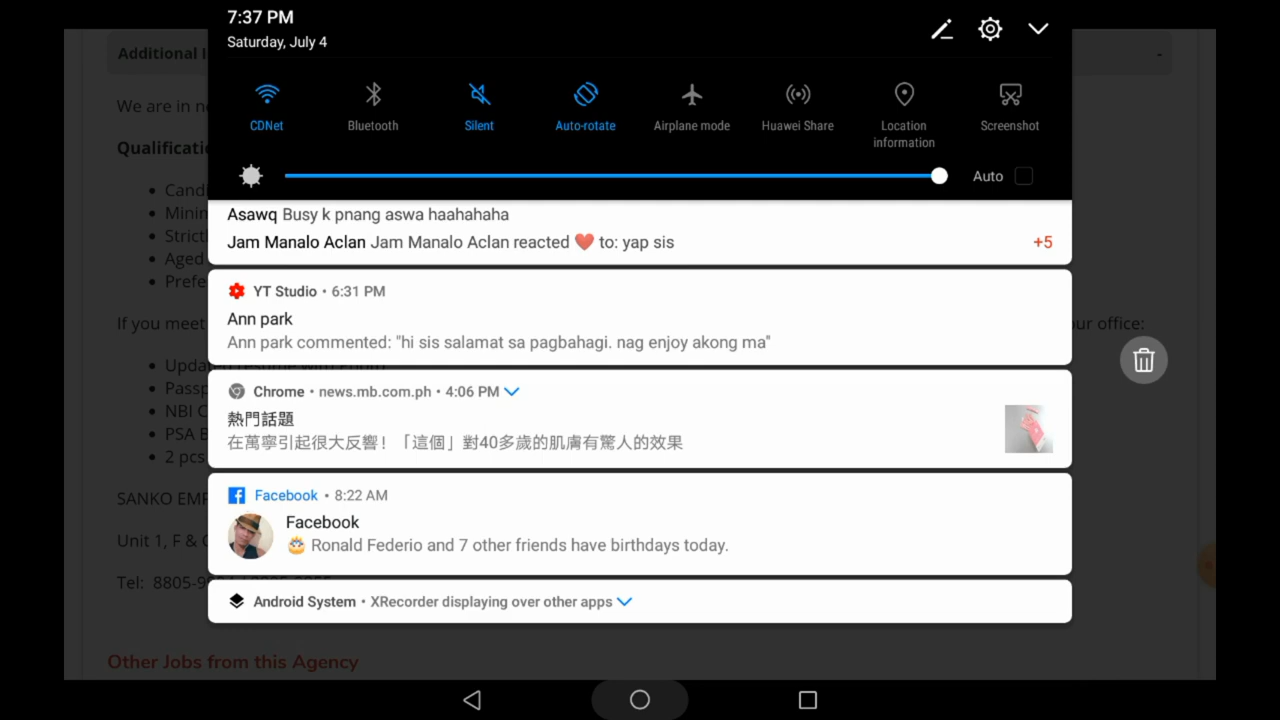 7:37 PM
Saturday, July 4
CDNet
Bluetooth
Silent
Auto-rotate
Airplane mode
Huawei Share
Location information
Screenshot
Auto
Additional
-
We are in
Asawq Busy k pnang aswa haahahaha
Jam Manalo Aclan Jam Manalo Aclan reacted ❤️ to: yap sis
+5
YT Studio • 6:31 PM
Ann park
Ann park commented: "hi sis salamat sa pagbahagi. nag enjoy akong ma"
If you meet
office:
Chrome • news.mb.com.ph • 4:06 PM
熱門話題
在萬寧引起很大反響！「這個」對40多歲的肌膚有驚人的效果
Facebook • 8:22 AM
Facebook
🎂 Ronald Federio and 7 other friends have birthdays today.
2 pcs
SANKO
Unit 1, F &
Tel:
Android System • XRecorder displaying over other apps
Other Jobs from this Agency